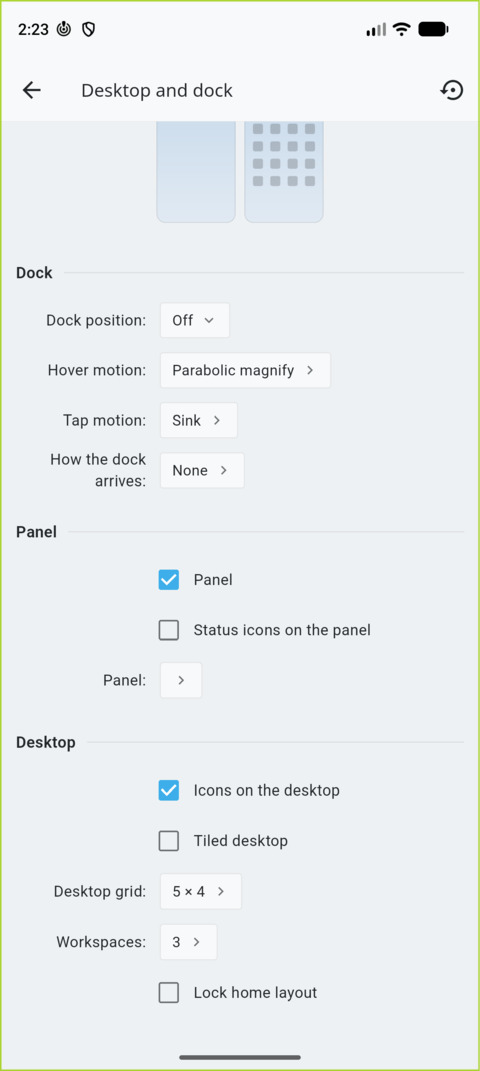 2:23
Desktop and dock
Dock
Dock position: Off
Hover motion: Parabolic magnify
Tap motion: Sink
How the dock
arrives: None
Panel
Panel
Status icons on the panel
Panel:
Desktop
Icons on the desktop
Tiled desktop
Desktop grid: 5 × 4
Workspaces: 3
Lock home layout